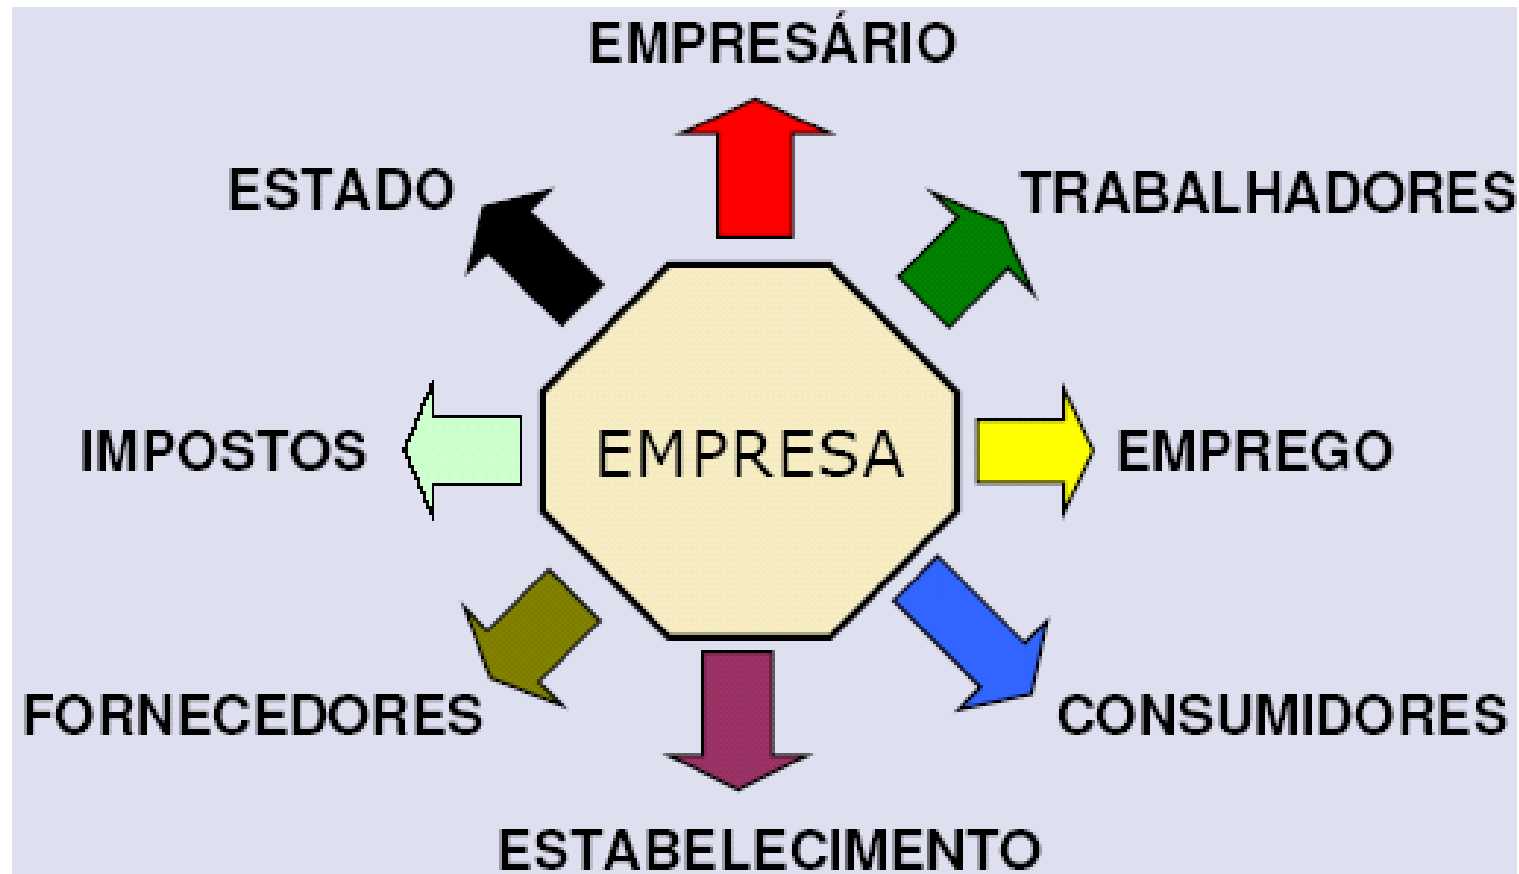 EMPRESÁRIO
ESTADO
TRABALHADORES
IMPOSTOS
EMPRESA
EMPREGO
FORNECEDORES
CONSUMIDORES
ESTABELECIMENTO